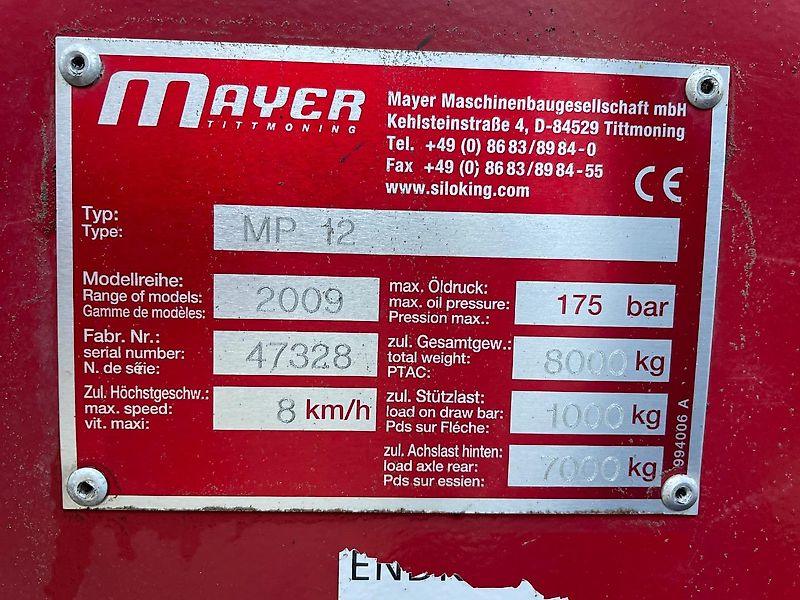 MAYER
TITTMONING
Mayer Maschinenbaugesellschaft mbH
Kehlsteinstraße 4, D-84529 Tittmoning
Tel. +49 (0) 86 83/89 84-0
Fax +49 (0) 86 83/89 84-55
www.siloking.com
CE
Typ:
Type:
MP 12
Modellreihe:
Range of models:
Gamme de modèles:
2009
Fabr. Nr.:
serial number:
N. de série:
47328
Zul. Höchstgeschw.:
max. speed:
vit. maxi:
8 km/h
max. Öldruck:
max. oil pressure:
Pression max.:
175 bar
zul. Gesamtgew.:
total weight:
PTAC:
8000 kg
zul. Stützlast:
load on draw bar:
Pds sur Fléche:
1000 kg
zul. Achslast hinten:
load axle rear:
Pds sur essien:
7000 kg
994006 A